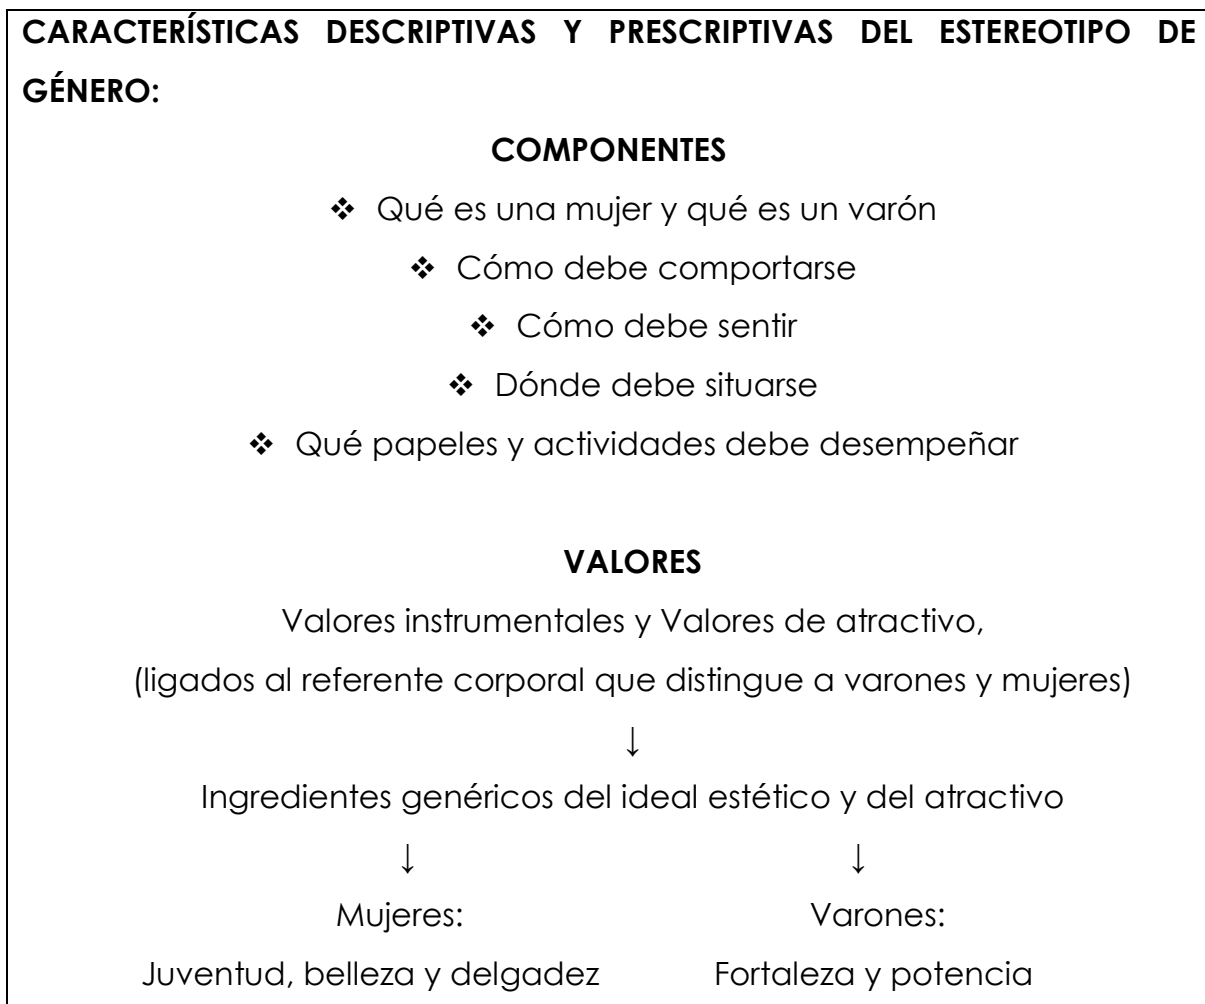 CARACTERÍSTICAS DESCRIPTIVAS Y PRESCRIPTIVAS DEL ESTEREOTIPO DE
GÉNERO:
COMPONENTES
❖ Qué es una mujer y qué es un varón
❖ Cómo debe comportarse
❖ Cómo debe sentir
❖ Dónde debe situarse
❖ Qué papeles y actividades debe desempeñar
VALORES
Valores instrumentales y Valores de atractivo,
(ligados al referente corporal que distingue a varones y mujeres)
↓
Ingredientes genéricos del ideal estético y del atractivo
↓ ↓
Mujeres: Varones:
Juventud, belleza y delgadez Fortaleza y potencia